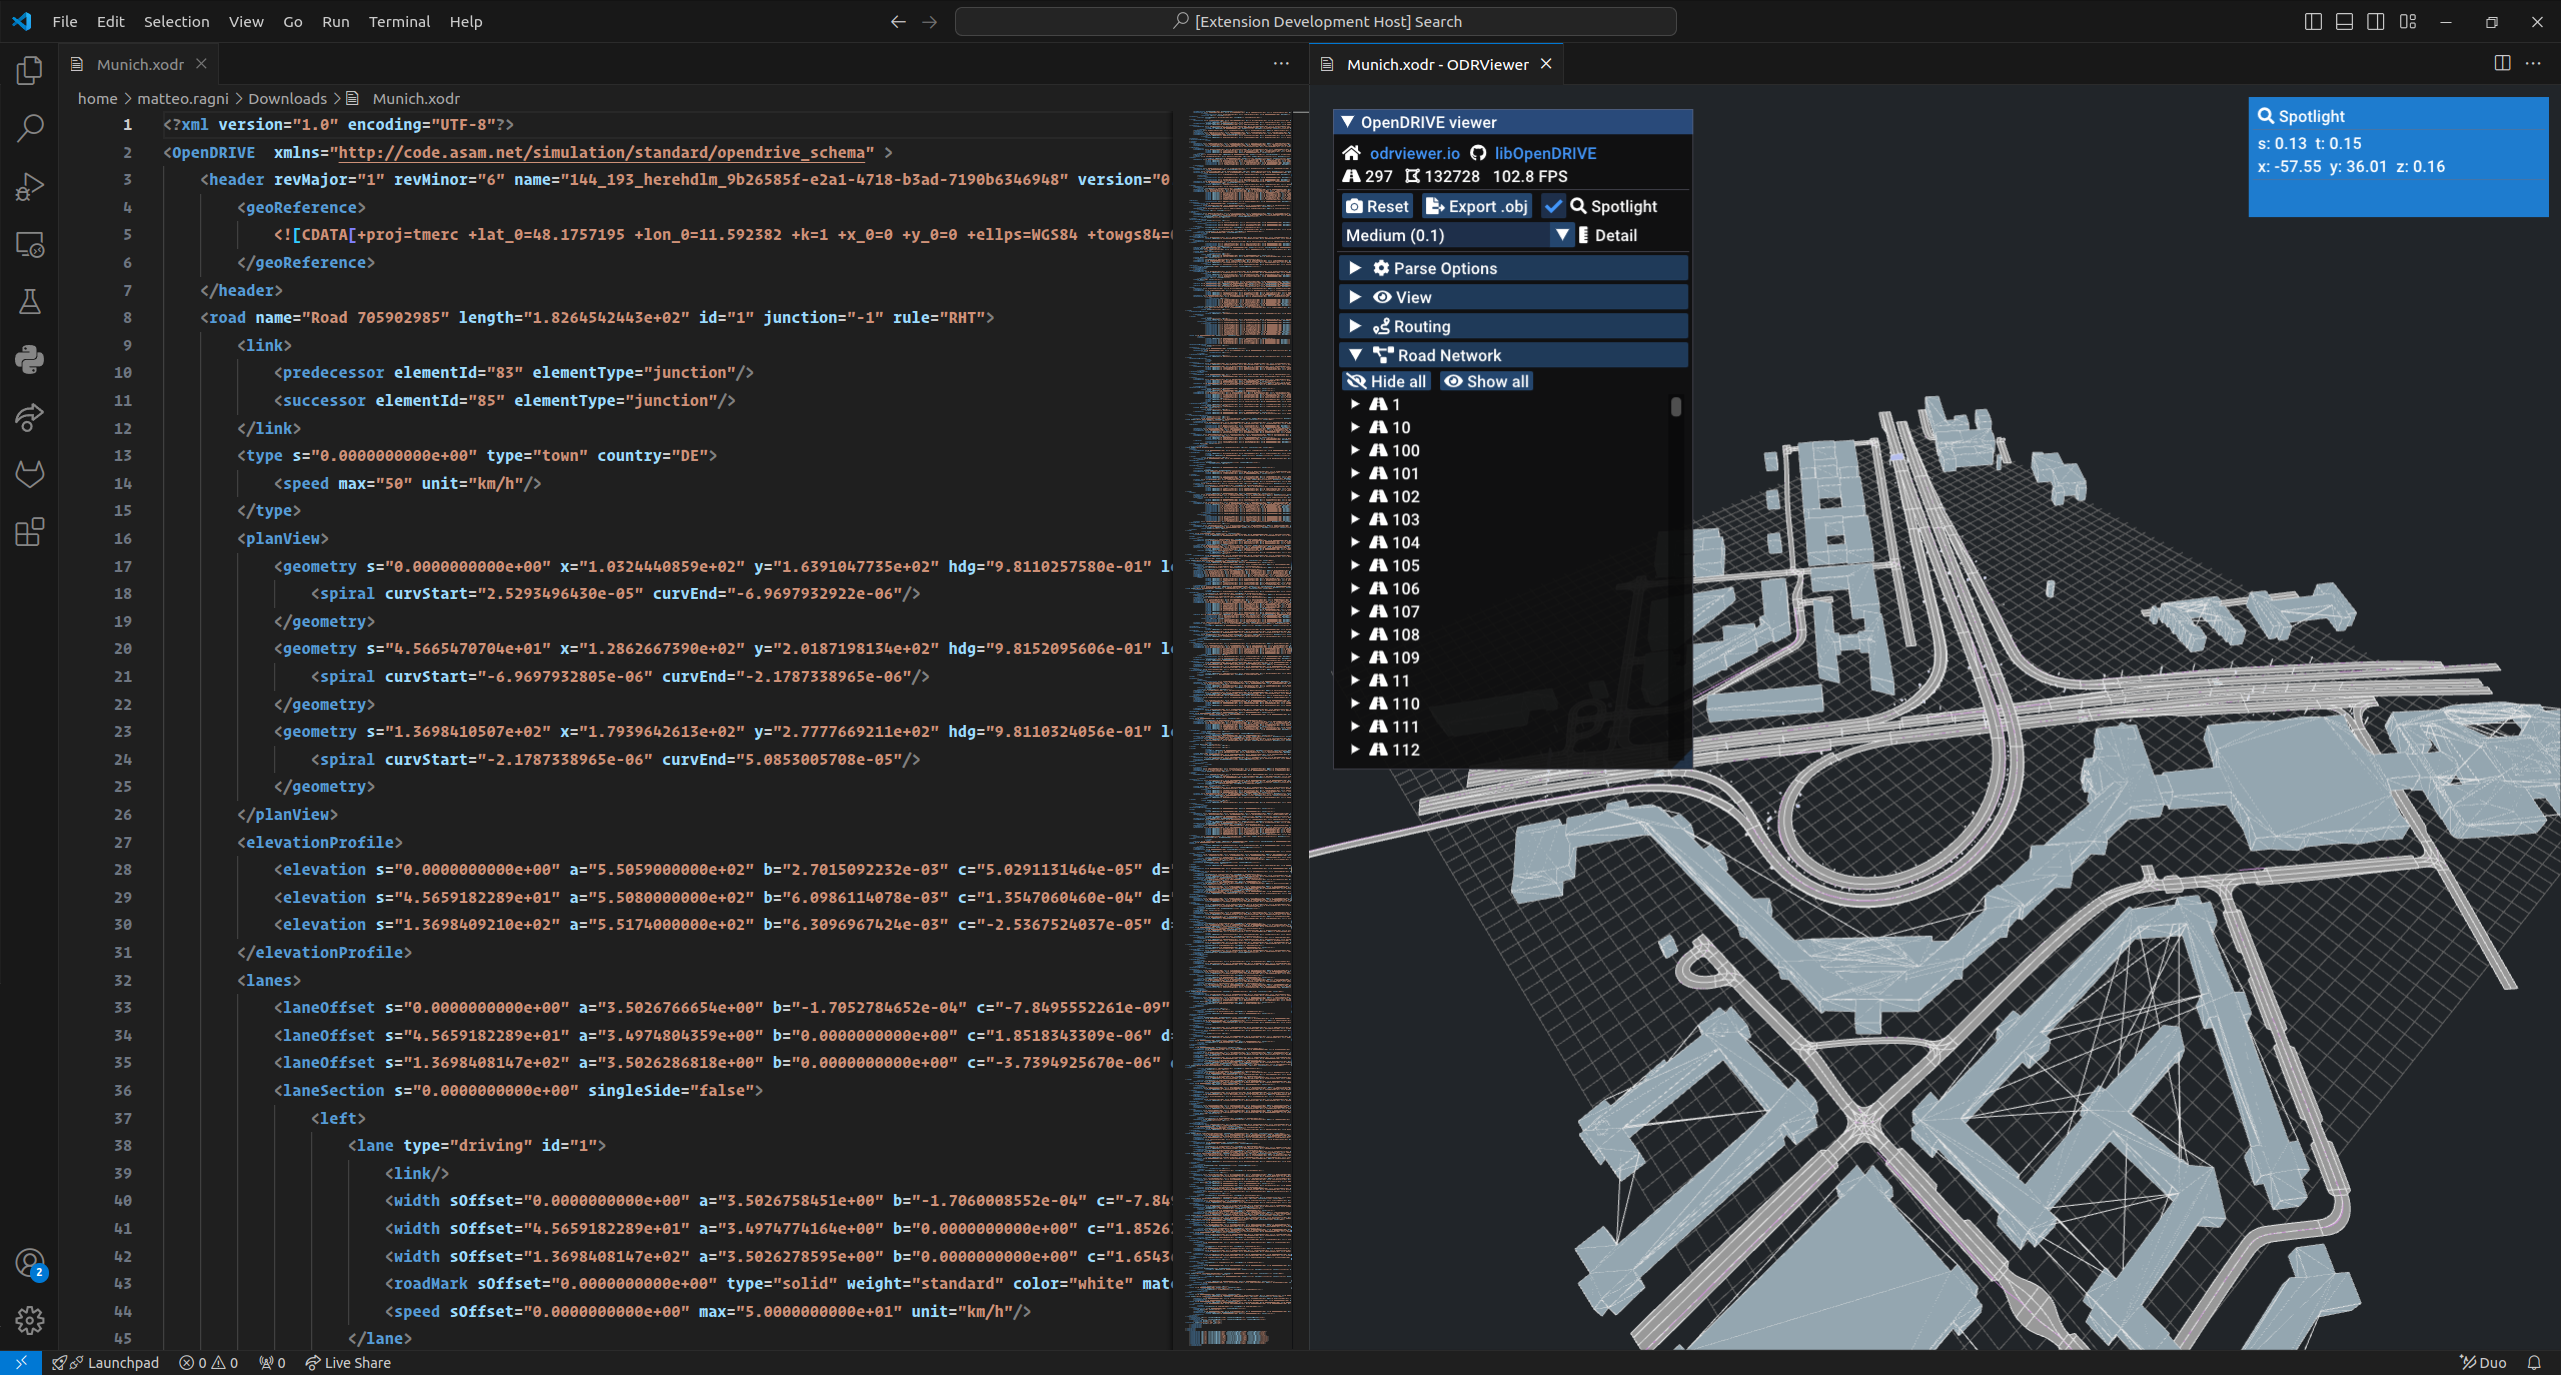 File Edit Selection View Go Run Terminal Help
[Extension Development Host] Search
Munich.xodr
home > matteo.ragni > Downloads > Munich.xodr
1 <?xml version="1.0" encoding="UTF-8"?>
2 <OpenDRIVE  xmlns="http://code.asam.net/simulation/standard/opendrive_schema" >
3 <header revMajor="1" revMinor="6" name="144_193_herehdlm_9b26585f-e2a1-4718-b3ad-7190b6346948" version="0
4 <geoReference>
5 <![CDATA[+proj=tmerc +lat_0=48.1757195 +lon_0=11.592382 +k=1 +x_0=0 +y_0=0 +ellps=WGS84 +towgs84=
6 </geoReference>
7 </header>
8 <road name="Road 705902985" length="1.8264542443e+02" id="1" junction="-1" rule="RHT">
9 <link>
10 <predecessor elementId="83" elementType="junction"/>
11 <successor elementId="85" elementType="junction"/>
12 </link>
13 <type s="0.0000000000e+00" type="town" country="DE">
14 <speed max="50" unit="km/h"/>
15 </type>
16 <planView>
17 <geometry s="0.0000000000e+00" x="1.0324440859e+02" y="1.6391047735e+02" hdg="9.8110257580e-01" l
18 <spiral curvStart="2.5293496430e-05" curvEnd="-6.9697932922e-06"/>
19 </geometry>
20 <geometry s="4.5665470704e+01" x="1.2862667390e+02" y="2.0187198134e+02" hdg="9.8152095606e-01" l
21 <spiral curvStart="-6.9697932805e-06" curvEnd="-2.1787338965e-06"/>
22 </geometry>
23 <geometry s="1.3698410507e+02" x="1.7939642613e+02" y="2.7777669211e+02" hdg="9.8110324056e-01" l
24 <spiral curvStart="-2.1787338965e-06" curvEnd="5.0853005708e-05"/>
25 </geometry>
26 </planView>
27 <elevationProfile>
28 <elevation s="0.0000000000e+00" a="5.5059000000e+02" b="2.7015092232e-03" c="5.0291131464e-05" d=
29 <elevation s="4.5659182289e+01" a="5.5080000000e+02" b="6.0986114078e-03" c="1.3547060460e-04" d=
30 <elevation s="1.3698409210e+02" a="5.5174000000e+02" b="6.3096967424e-03" c="-2.5367524037e-05" d
31 </elevationProfile>
32 <lanes>
33 <laneOffset s="0.0000000000e+00" a="3.5026766654e+00" b="-1.7052784652e-04" c="-7.8495552261e-09"
34 <laneOffset s="4.5659182289e+01" a="3.4974804359e+00" b="0.0000000000e+00" c="1.8518343309e-06" d
35 <laneOffset s="1.3698408147e+02" a="3.5026286818e+00" b="0.0000000000e+00" c="-3.7394925670e-06"
36 <laneSection s="0.0000000000e+00" singleSide="false">
37 <left>
38 <lane type="driving" id="1">
39 <link/>
40 <width sOffset="0.0000000000e+00" a="3.5026758451e+00" b="-1.7060008552e-04" c="-7.849
41 <width sOffset="4.5659182289e+01" a="3.4974774164e+00" b="0.0000000000e+00" c="1.8526
42 <width sOffset="1.3698408147e+02" a="3.5026278595e+00" b="0.0000000000e+00" c="1.6543
43 <roadMark sOffset="0.0000000000e+00" type="solid" weight="standard" color="white" mat
44 <speed sOffset="0.0000000000e+00" max="5.0000000000e+01" unit="km/h"/>
45 </lane>
Munich.xodr - ODRViewer
OpenDRIVE viewer
odrviewer.io libOpenDRIVE
297 132728 102.8 FPS
Reset Export .obj Spotlight
Medium (0.1) Detail
Parse Options
View
Routing
Road Network
Hide all Show all
1
10
100
101
102
103
104
105
106
107
108
109
11
110
111
112
Spotlight
s: 0.13 t: 0.15
x: -57.55 y: 36.01 z: 0.16
2
Launchpad 0 0 0 Live Share
Duo